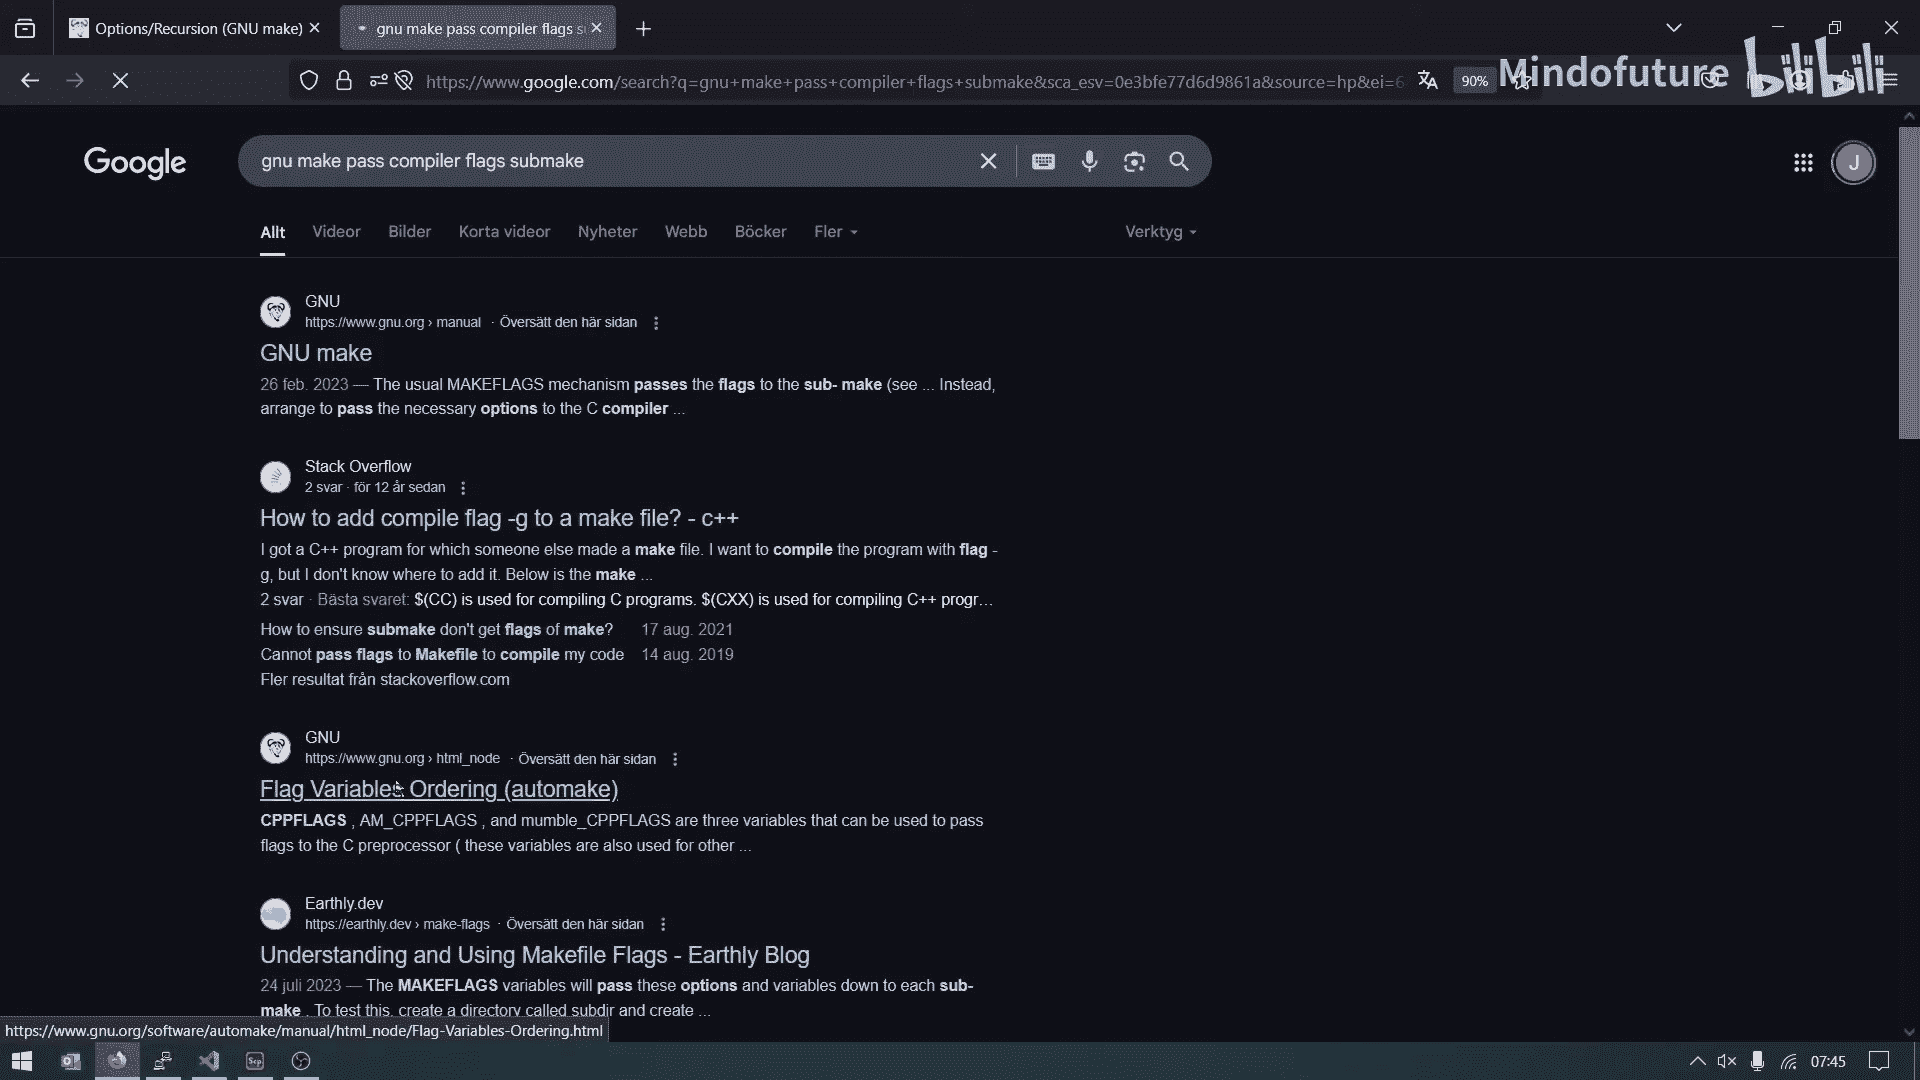 Options/Recursion (GNU make)
gnu make pass compiler flags s
https://www.google.com/search?q=gnu+make+pass+compiler+flags+submake&sca_esv=0e3bfe77d6d9861a&source=hp&ei=6
90%
Mindofuture
bilibili
Google
gnu make pass compiler flags submake
J
Allt Videor Bilder Korta videor Nyheter Webb Böcker Fler Verktyg
GNU
https://www.gnu.org › manual · Översätt den här sidan
GNU make
26 feb. 2023 — The usual MAKEFLAGS mechanism passes the flags to the sub- make (see ... Instead,
arrange to pass the necessary options to the C compiler ...
Stack Overflow
2 svar · för 12 år sedan
How to add compile flag -g to a make file? - c++
I got a C++ program for which someone else made a make file. I want to compile the program with flag -
g, but I don't know where to add it. Below is the make ...
2 svar · Bästa svaret: $(CC) is used for compiling C programs. $(CXX) is used for compiling C++ progr…
How to ensure submake don't get flags of make? 17 aug. 2021
Cannot pass flags to Makefile to compile my code 14 aug. 2019
Fler resultat från stackoverflow.com
GNU
https://www.gnu.org › html_node · Översätt den här sidan
Flag Variables Ordering (automake)
CPPFLAGS , AM_CPPFLAGS , and mumble_CPPFLAGS are three variables that can be used to pass
flags to the C preprocessor ( these variables are also used for other ...
Earthly.dev
https://earthly.dev › make-flags · Översätt den här sidan
Understanding and Using Makefile Flags - Earthly Blog
24 juli 2023 — The MAKEFLAGS variables will pass these options and variables down to each sub-
make . To test this, create a directory called subdir and create ...
https://www.gnu.org/software/automake/manual/html_node/Flag-Variables-Ordering.html
07:45